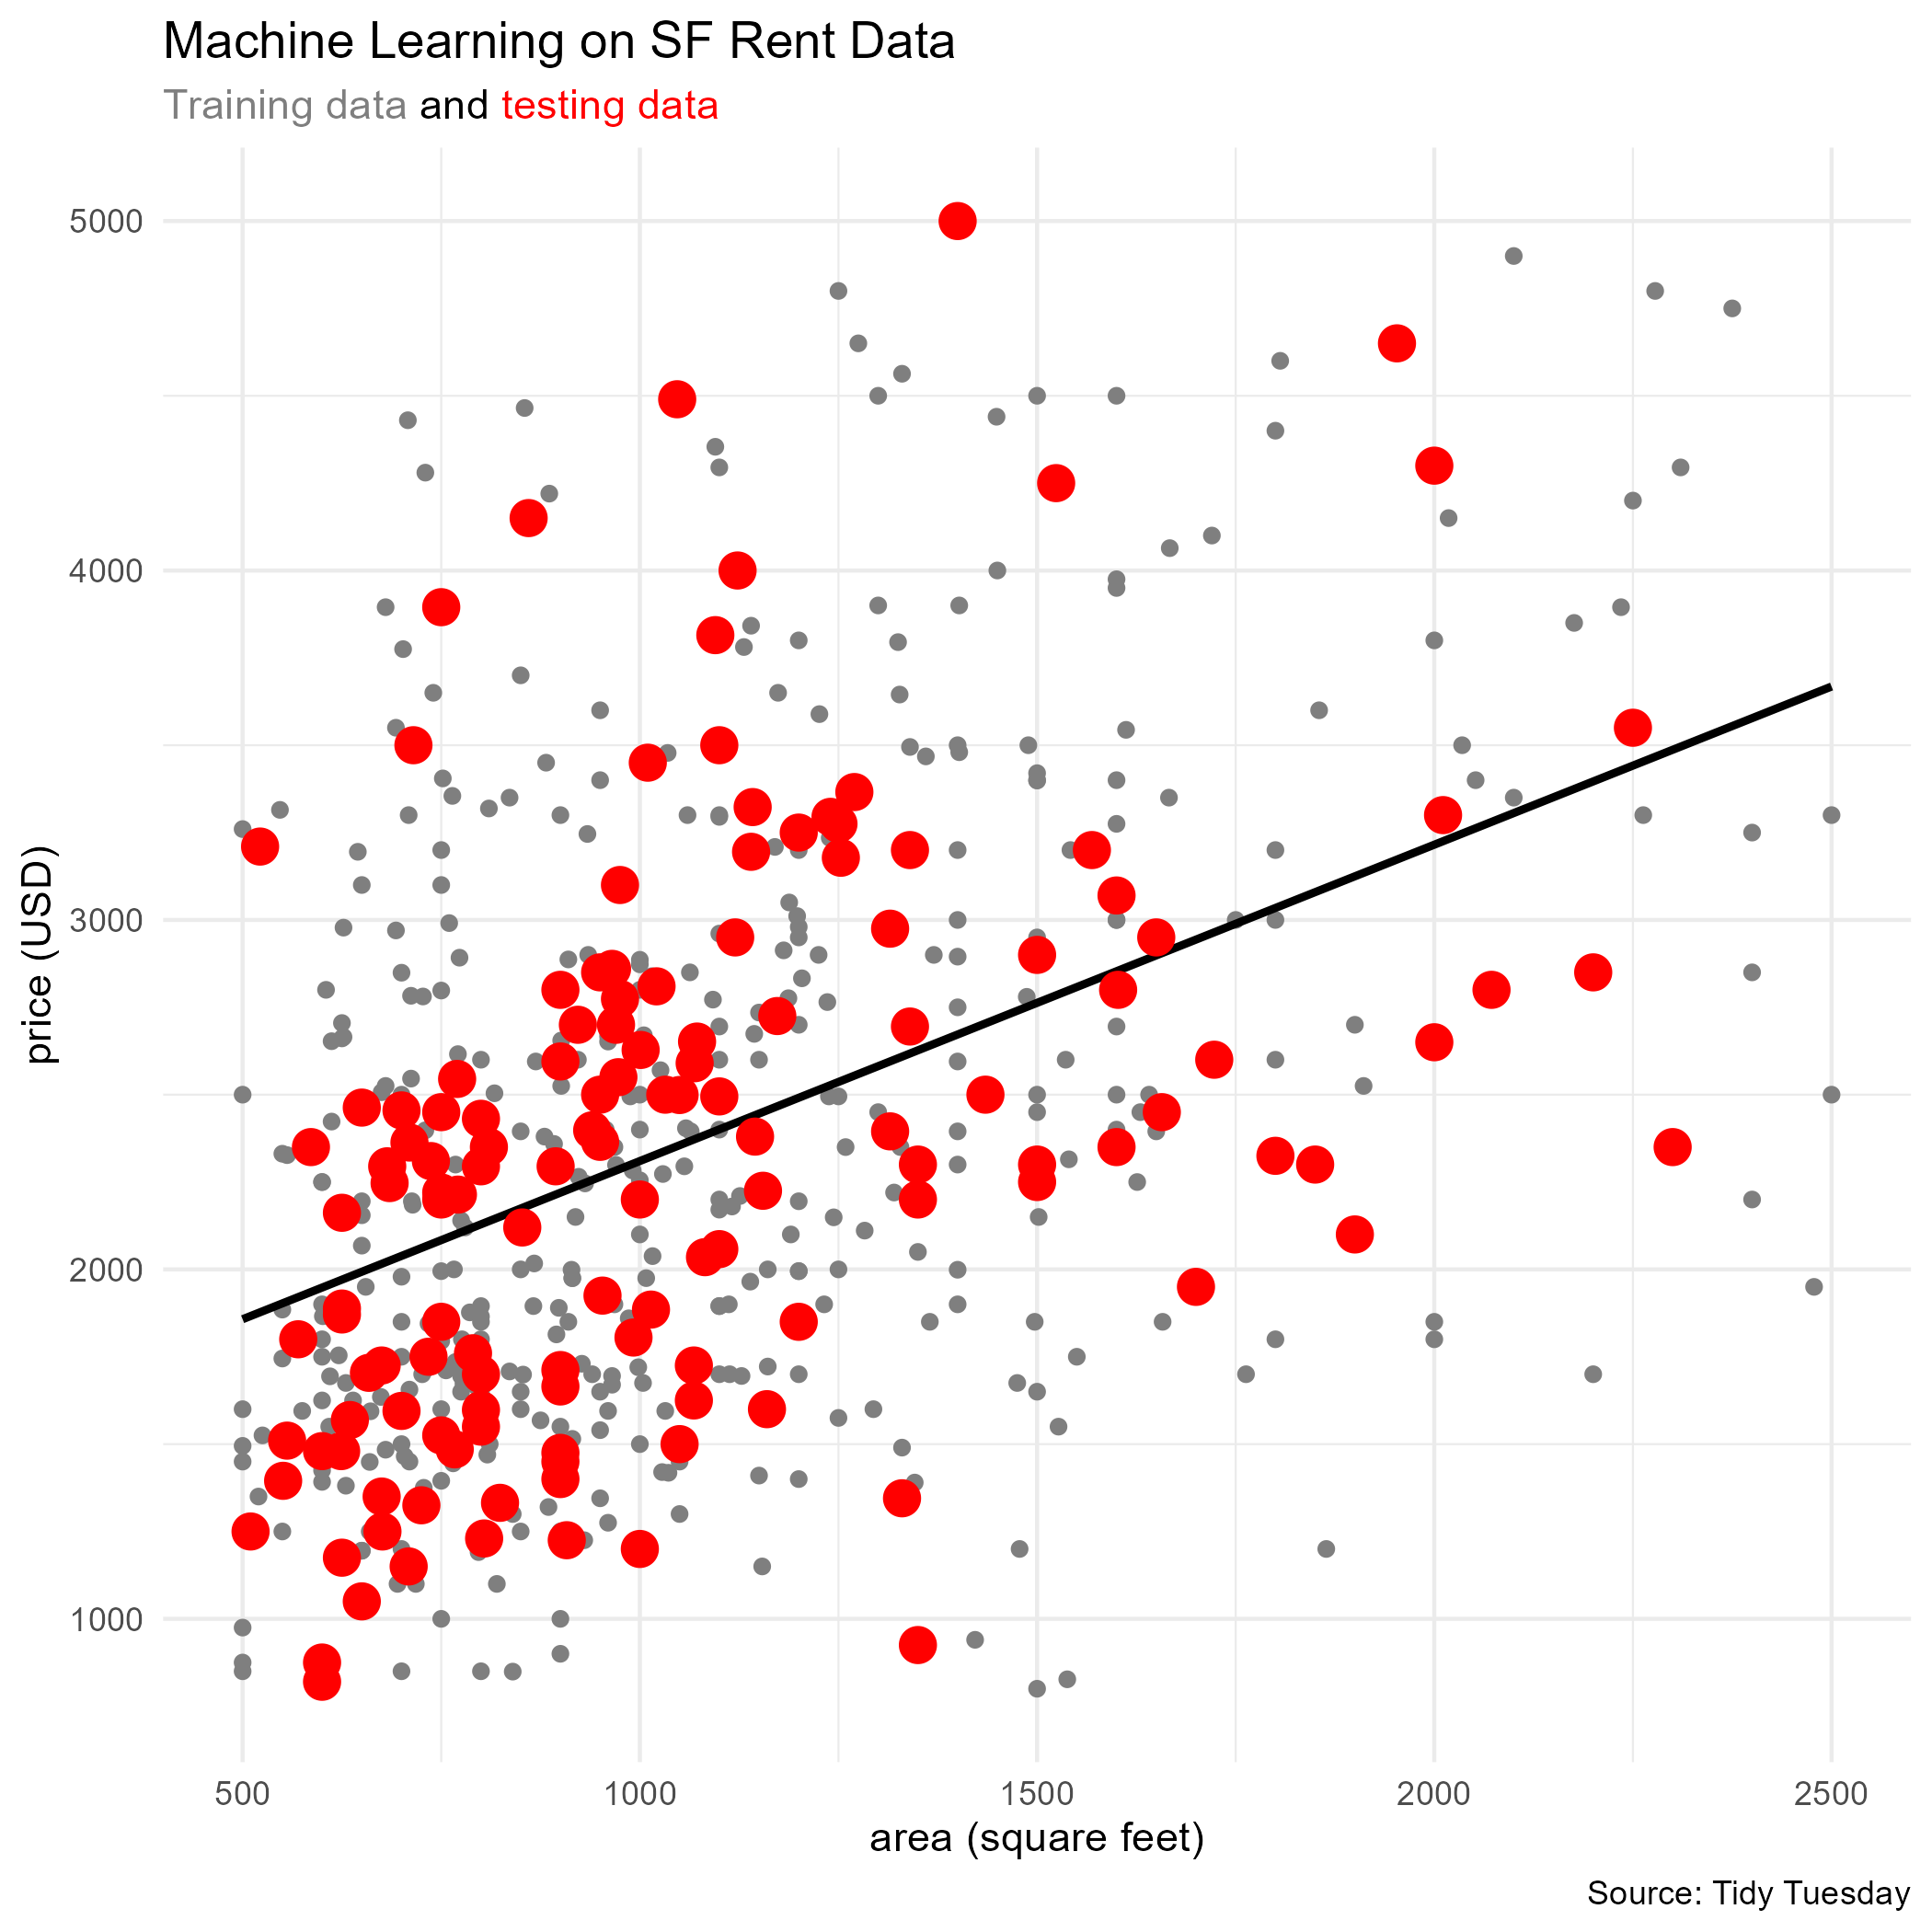 Machine Learning on SF Rent Data
Training data and testing data
5000
4000
3000
2000
1000
price (USD)
500 1000 1500 2000 2500
area (square feet)
Source: Tidy Tuesday